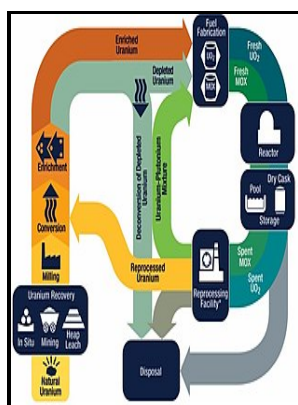 Enriched
Uranium
Depleted
Uranium
Fuel
Fabrication
UO2
MOX
Fresh
UO2
Fresh
MOX
Reactor
Dry Cask
Pool
Storage
Enrichment
Conversion
Milling
Deconversion of Depleted
Uranium
Uranium-Plutonium
Mixture
Reprocessed
Uranium
Spent
MOX
Spent
UO2
Reprocessing
Facility*
Uranium Recovery
In Situ
Mining
Heap
Leach
Natural
Uranium
Disposal